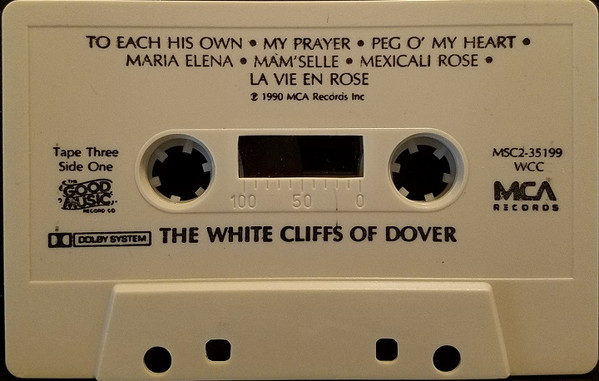 TO EACH HIS OWN • MY PRAYER • PEG O' MY HEART •
MARIA ELENA • MAM'SELLE • MEXICALI ROSE •
LA VIE EN ROSE
℗ 1990 MCA Records Inc
Tape Three
Side One
THE
GOOD
MUSIC
RECORD CO
100 50 0
MSC2-35199
WCC
MCA
RECORDS
DOLBY SYSTEM
THE WHITE CLIFFS OF DOVER